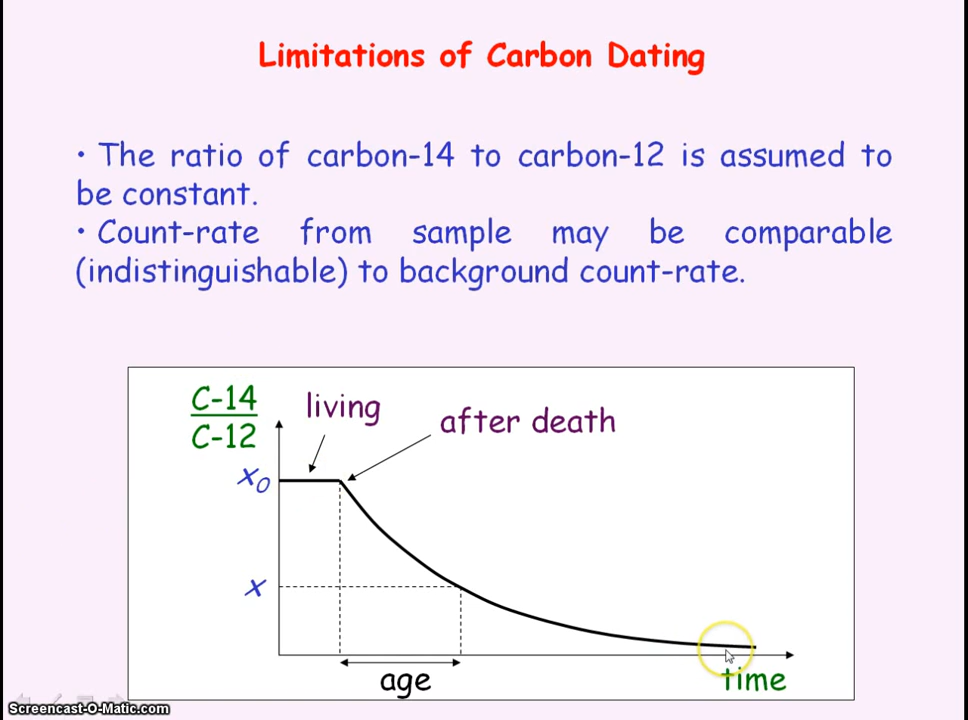 Limitations of Carbon Dating
• The ratio of carbon-14 to carbon-12 is assumed to
be constant.
• Count-rate from sample may be comparable
(indistinguishable) to background count-rate.
C-14
C-12
living
after death
x₀
x
age
time
Screencast-O-Matic.com